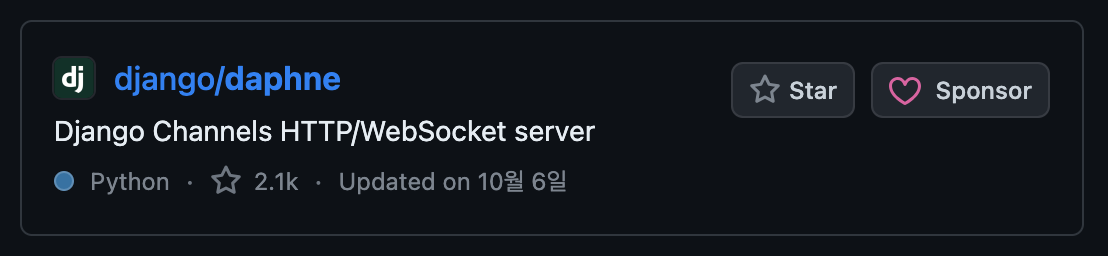 dj django/daphne
Star Sponsor
Django Channels HTTP/WebSocket server
Python · 2.1k · Updated on 10월 6일